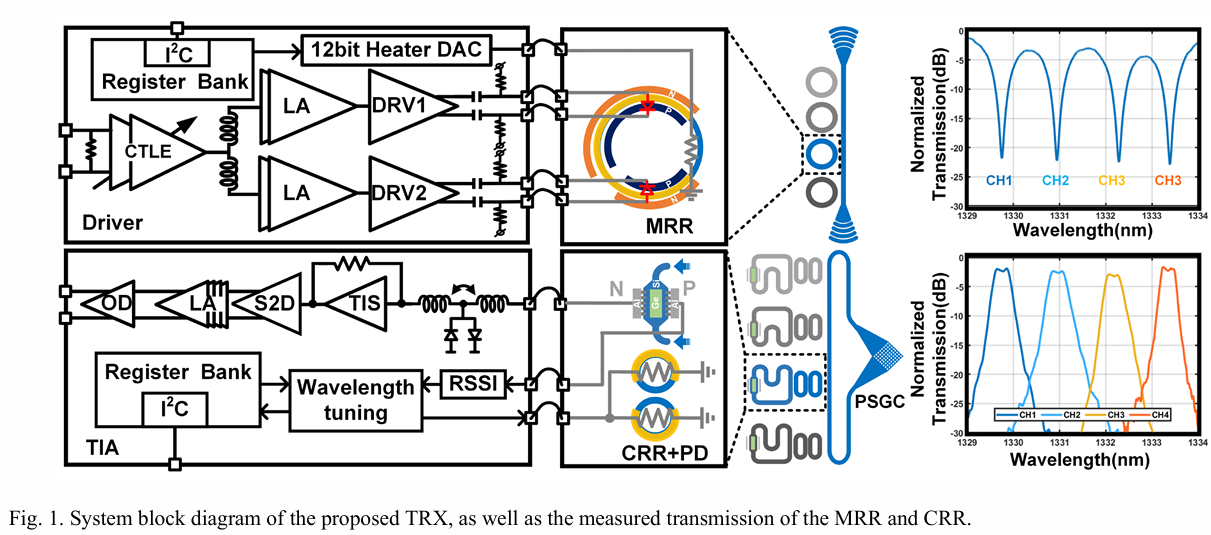 I²C
Register Bank
12bit Heater DAC
CTLE
LA
DRV1
LA
DRV2
Driver
N
P
P
N
MRR
Normalized
Transmission(dB)
0
-5
-10
-15
-20
-25
-30
CH1
CH2
CH3
CH3
1329
1330
1331
1332
1333
1334
Wavelength(nm)
OD
LA
S2D
TIS
Register Bank
I²C
Wavelength
tuning
RSSI
TIA
N
P
Si
Ge
Al
Al
CRR+PD
PSGC
Normalized
Transmission(dB)
0
-5
-10
-15
-20
-25
-30
CH1
CH2
CH3
CH4
1329
1330
1331
1332
1333
1334
Wavelength(nm)
Fig. 1. System block diagram of the proposed TRX, as well as the measured transmission of the MRR and CRR.